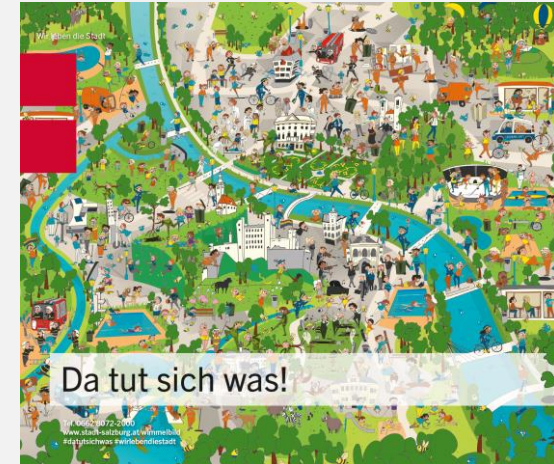 Wir leben die Stadt
Da tut sich was!
Tel. 0662 8072-2000
www.stadt-salzburg.at/wimmelbild
#datutsichwas #wirlebendiestadt